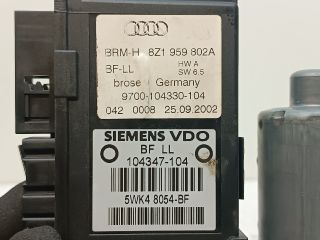 BRM-H 8Z1 959 802A
BF-LL HW A
SW 6.5
brose Germany
9700-104330-104
042 0008 25.09.2002
SIEMENS VDO
BF LL
104347-104
5WK4 8054-BF